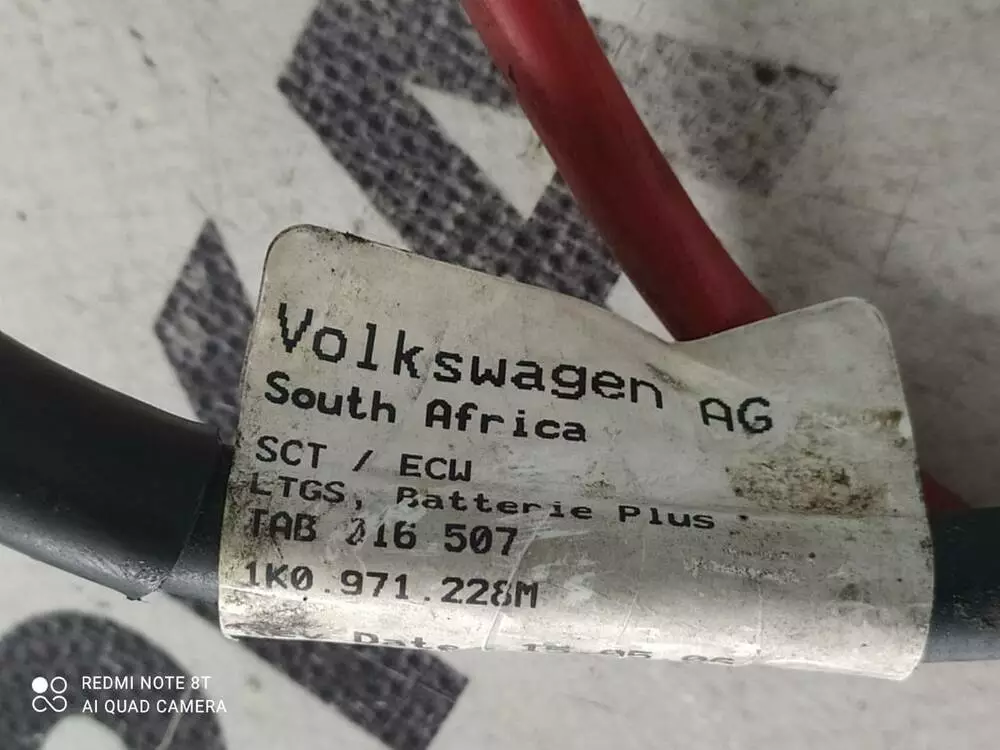 Volkswagen AG
South Africa
SCT / ECW
LTGS, Batterie Plus
TAB 016 507
1K0.971.228M
Date
REDMI NOTE 8T
AI QUAD CAMERA